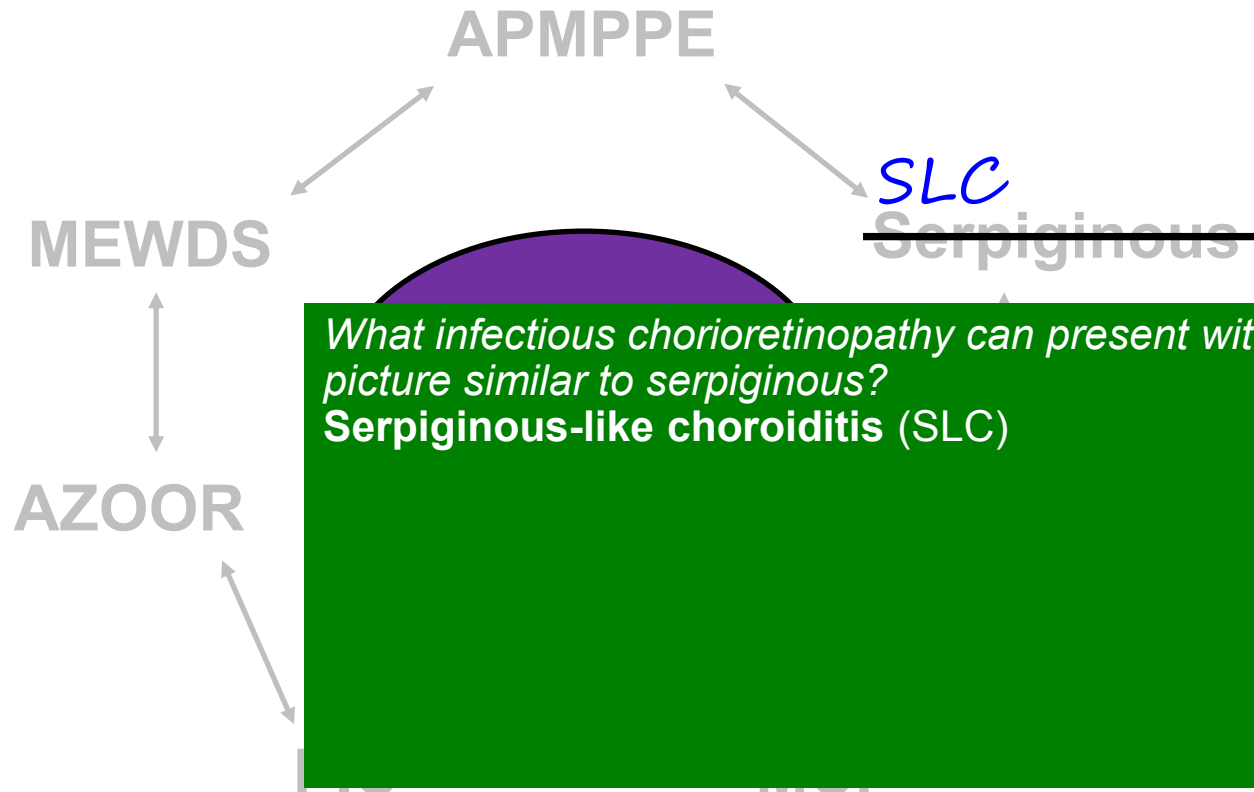 APMPPE
SLC
Serpiginous
MEWDS
What infectious chorioretinopathy can present wit
picture similar to serpiginous?
Serpiginous-like choroiditis (SLC)
AZOOR